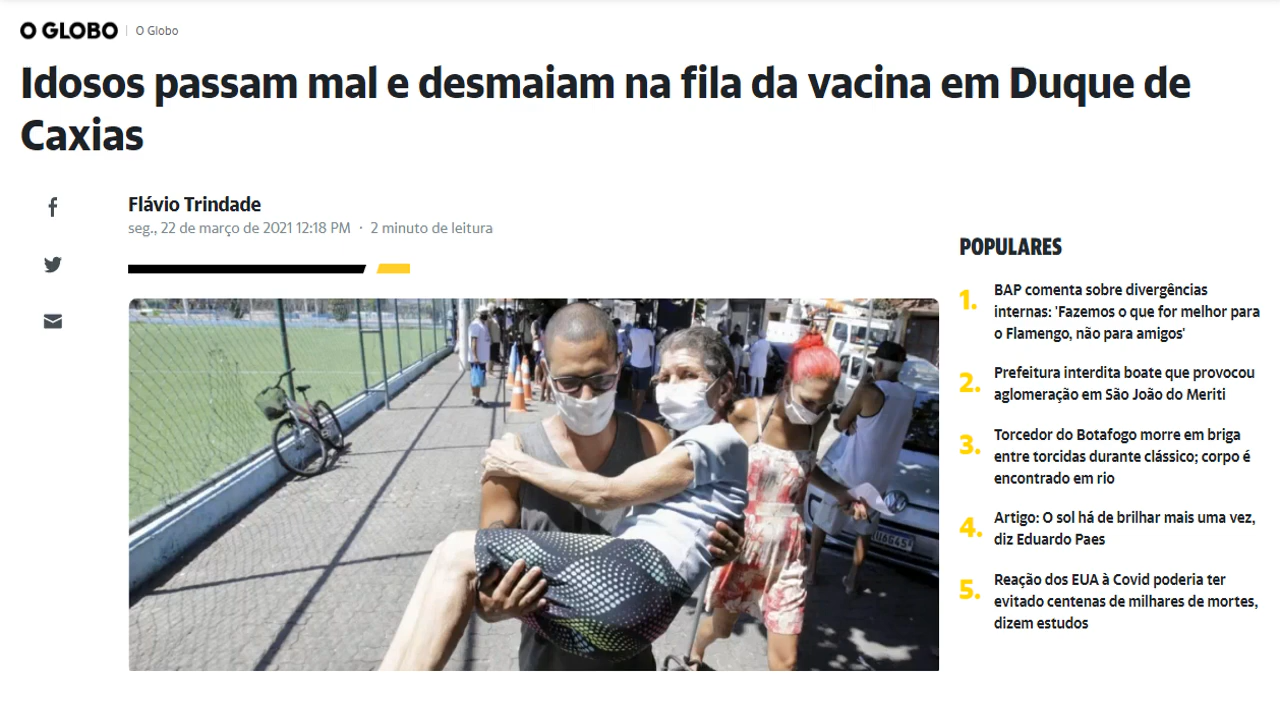 O GLOBO
O Globo
Idosos passam mal e desmaiam na fila da vacina em Duque de
Caxias
Flávio Trindade
seg., 22 de março de 2021 12:18 PM · 2 minuto de leitura
POPULARES
1.
BAP comenta sobre divergências
internas: 'Fazemos o que for melhor para
o Flamengo, não para amigos'
2.
Prefeitura interdita boate que provocou
aglomeração em São João do Meriti
3.
Torcedor do Botafogo morre em briga
entre torcidas durante clássico; corpo é
encontrado em rio
4.
Artigo: O sol há de brilhar mais uma vez,
diz Eduardo Paes
5.
Reação dos EUA à Covid poderia ter
evitado centenas de milhares de mortes,
dizem estudos